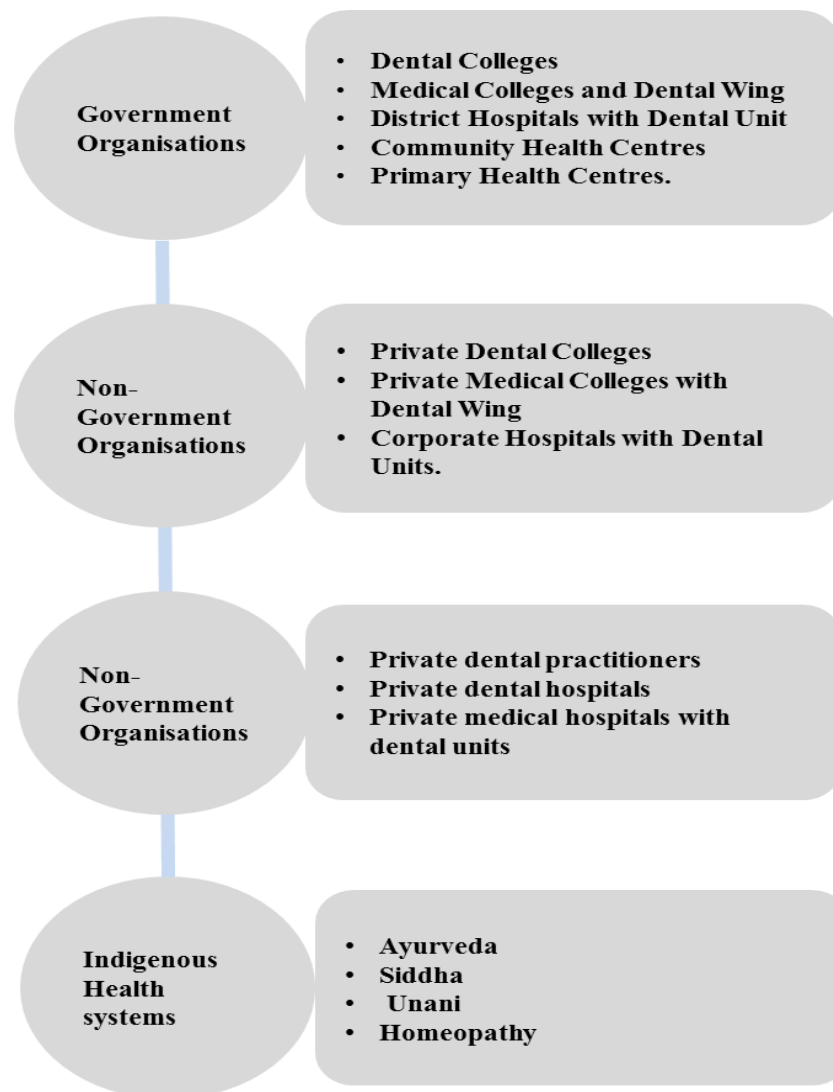 Government
Organisations
• Dental Colleges
• Medical Colleges and Dental Wing
• District Hospitals with Dental Unit
• Community Health Centres
• Primary Health Centres.
Non-
Government
Organisations
• Private Dental Colleges
• Private Medical Colleges with
Dental Wing
• Corporate Hospitals with Dental
Units.
Non-
Government
Organisations
• Private dental practitioners
• Private dental hospitals
• Private medical hospitals with
dental units
Indigenous
Health
systems
• Ayurveda
• Siddha
• Unani
• Homeopathy